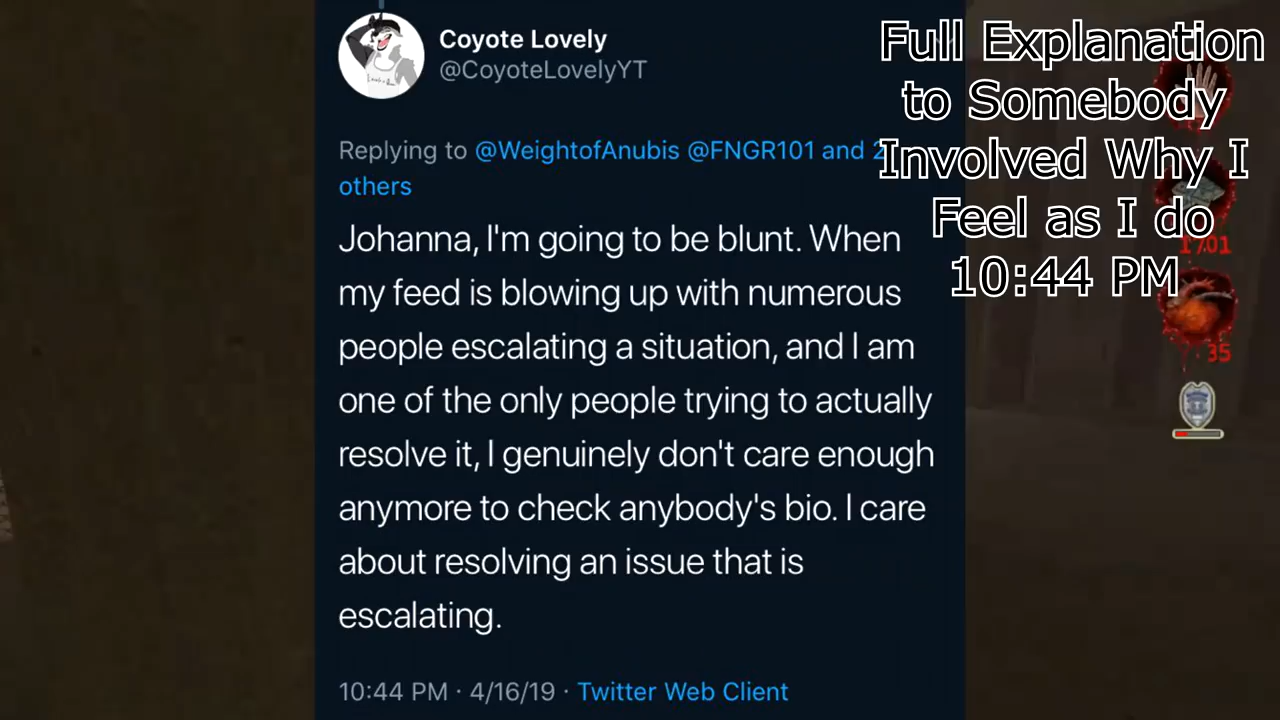 Coyote Lovely
@CoyoteLovelyYT
Replying to @WeightofAnubis @FNGR101 and 2
others
Johanna, I'm going to be blunt. When
my feed is blowing up with numerous
people escalating a situation, and I am
one of the only people trying to actually
resolve it, I genuinely don't care enough
anymore to check anybody's bio. I care
about resolving an issue that is
escalating.
10:44 PM · 4/16/19 · Twitter Web Client
Full Explanation
to Somebody
Involved Why I
Feel as I do
10:44 PM
1701
35